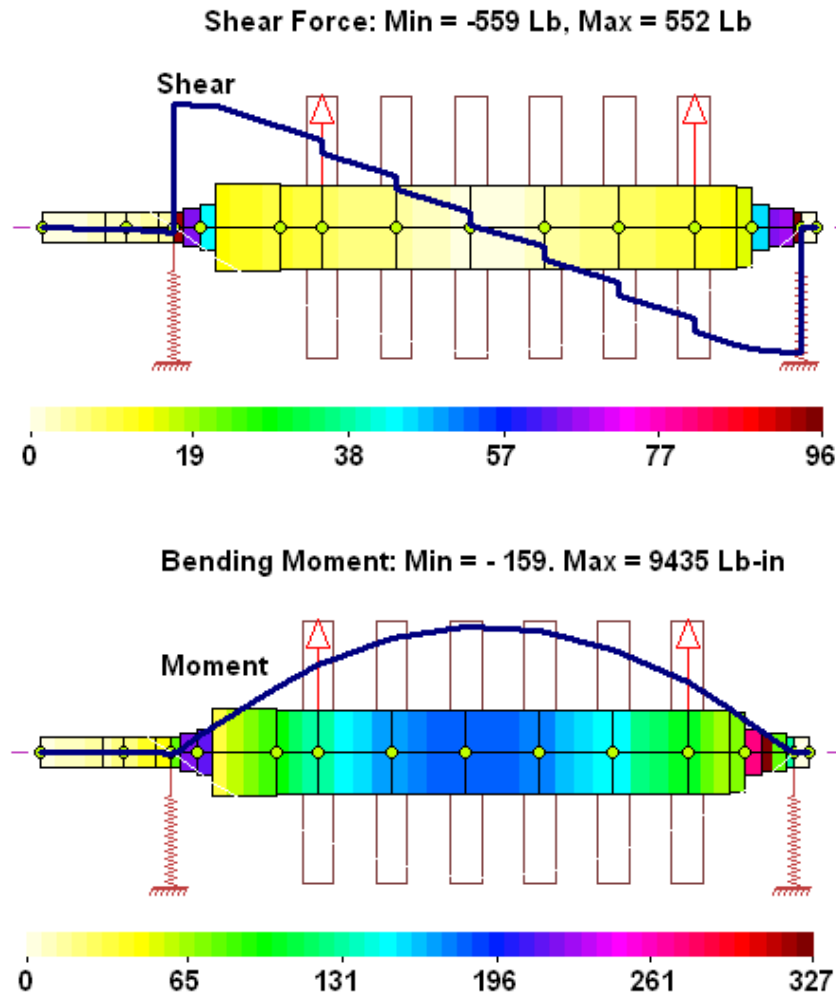 Shear Force: Min = -559 Lb, Max = 552 Lb
Shear
0 19 38 57 77 96
Bending Moment: Min = - 159. Max = 9435 Lb-in
Moment
0 65 131 196 261 327